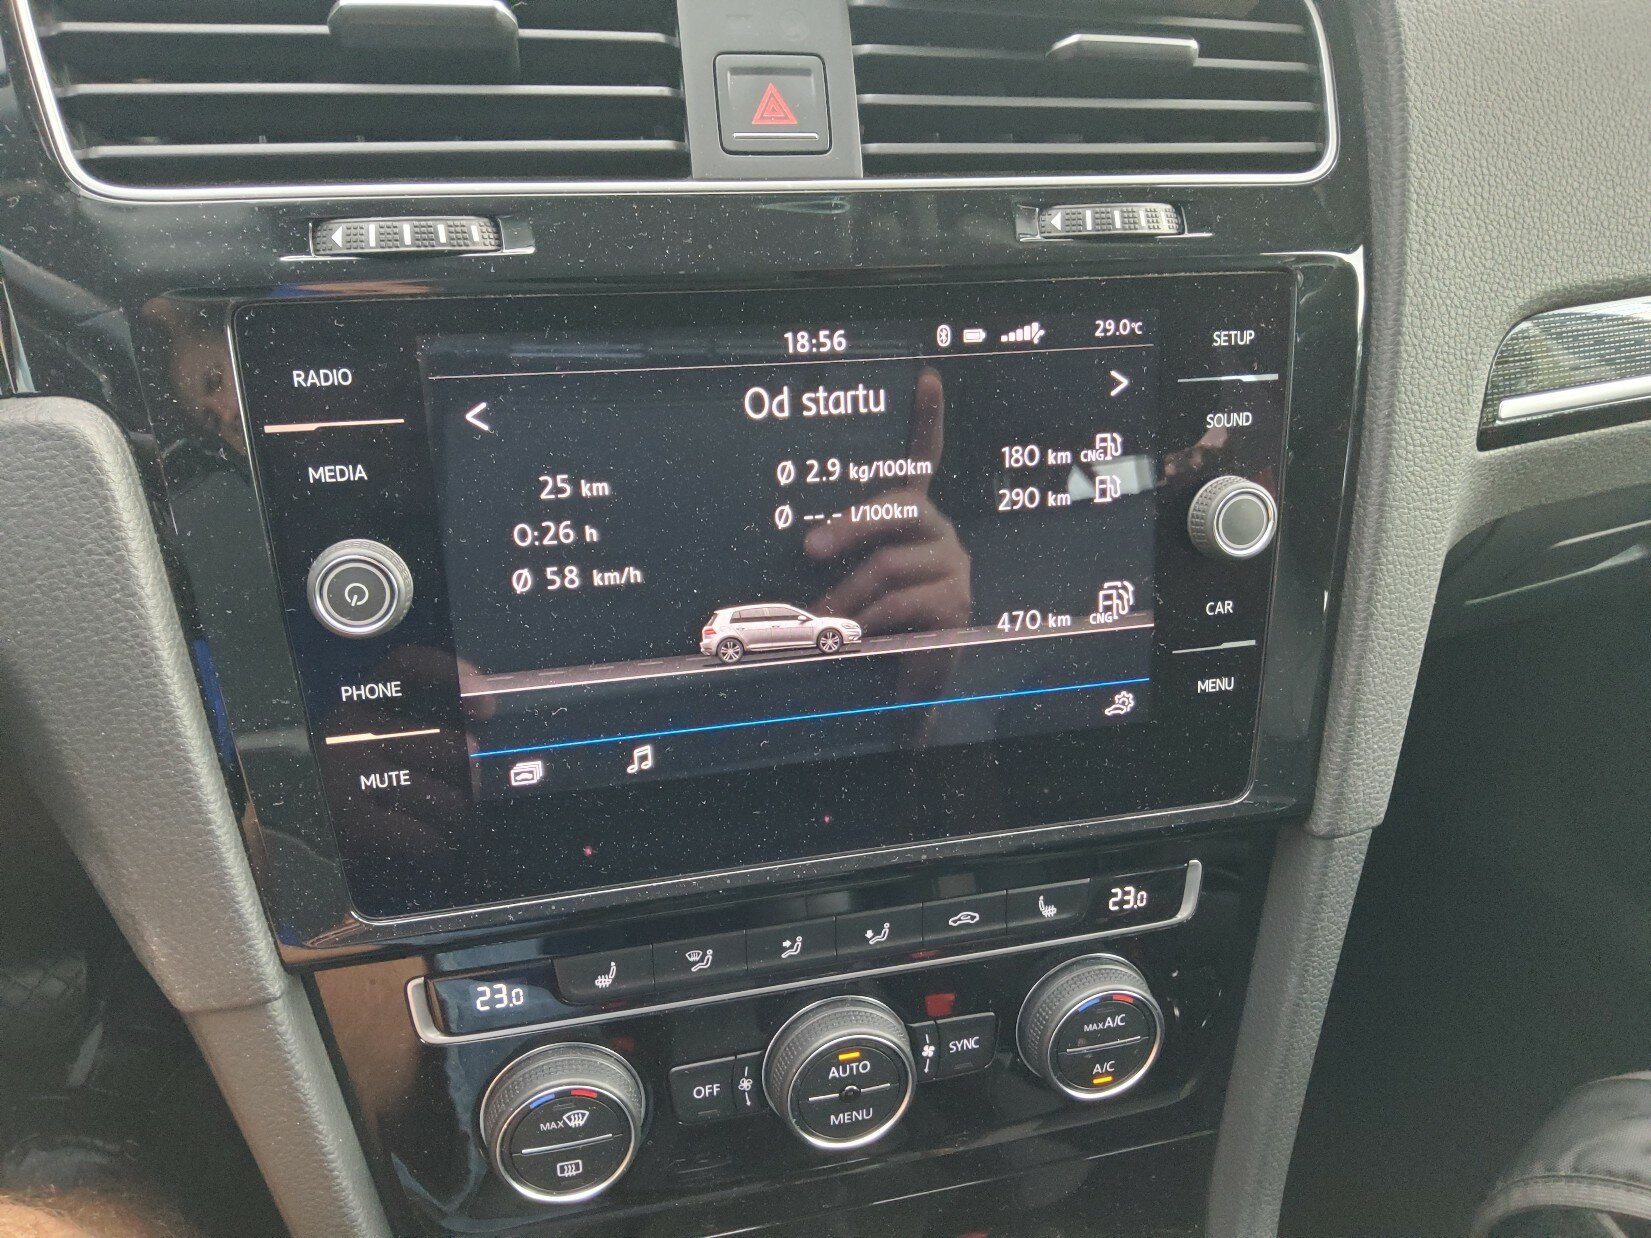 18:56
29.0°C
RADIO
MEDIA
PHONE
MUTE
Od startu
25 km
0:26 h
Ø 58 km/h
Ø 2.9 kg/100km
Ø --.- l/100km
180 km CNG
290 km
470 km CNG
SETUP
SOUND
CAR
MENU
23.0
23.0
MAX
OFF
AUTO
MENU
SYNC
MAX A/C
A/C